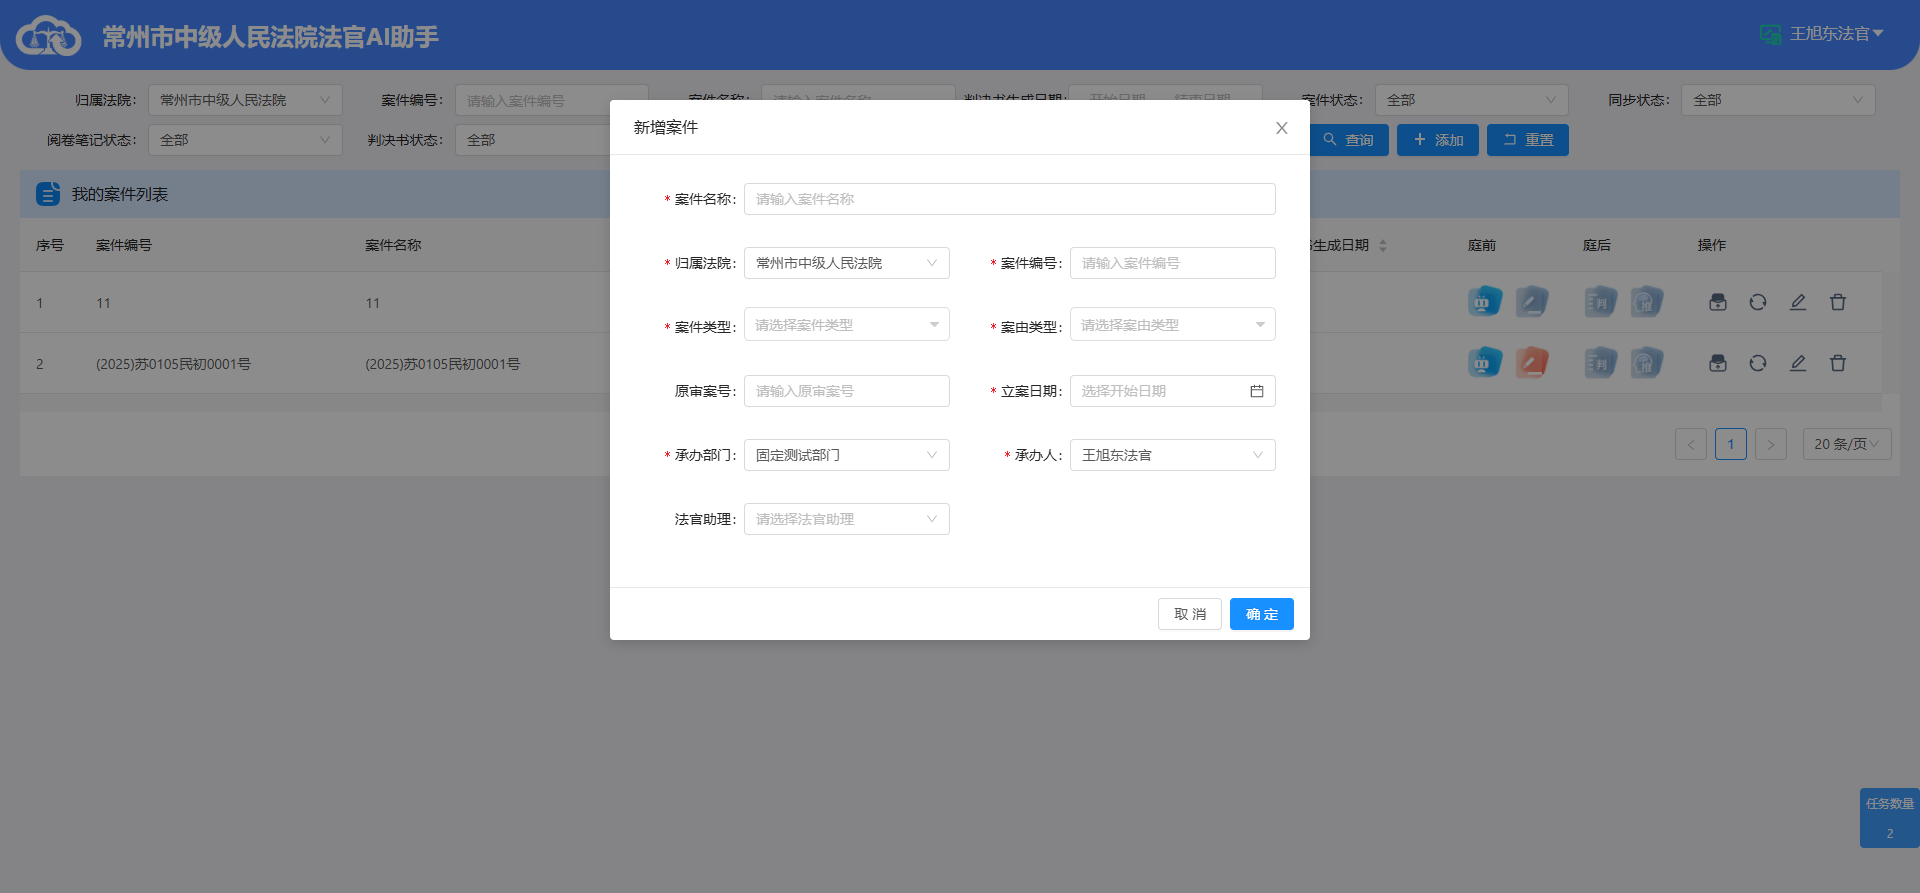 常州市中级人民法院法官AI助手
王旭东法官
归属法院: 常州市中级人民法院 案件编号: 请输入案件编号 案件名称: 请输入案件名称 判决书生成日期: 开始日期 结束日期 案件状态: 全部 同步状态: 全部
阅卷笔记状态: 全部 判决书状态: 全部 查询 添加 重置
我的案件列表
序号 案件编号 案件名称 生成日期 庭前 庭后 操作
1 11 11
2 (2025)苏0105民初0001号 (2025)苏0105民初0001号
判 推
判 推
1 20 条/页
新增案件
* 案件名称: 请输入案件名称
* 归属法院: 常州市中级人民法院 * 案件编号: 请输入案件编号
* 案件类型: 请选择案件类型 * 案由类型: 请选择案由类型
原审案号: 请输入原审案号 * 立案日期: 选择开始日期
* 承办部门: 固定测试部门 * 承办人: 王旭东法官
法官助理: 请选择法官助理
取 消 确 定
任务数量
2